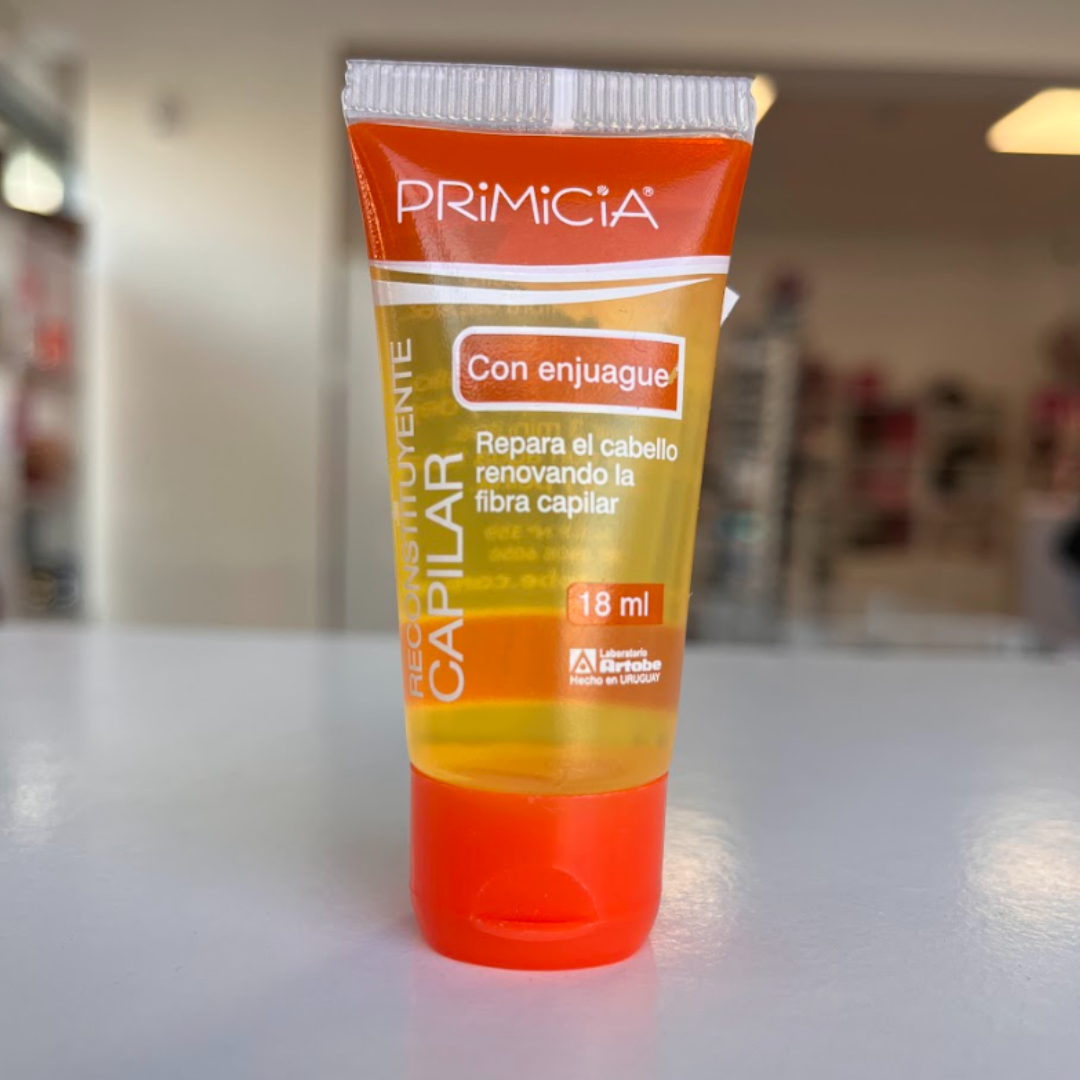 PRiMiCiA®
Con enjuague
Repara el cabello
renovando la
fibra capilar
RECONSTITUYENTE
CAPILAR
18 ml
Laboratorio
Artobe
Hecho en URUGUAY